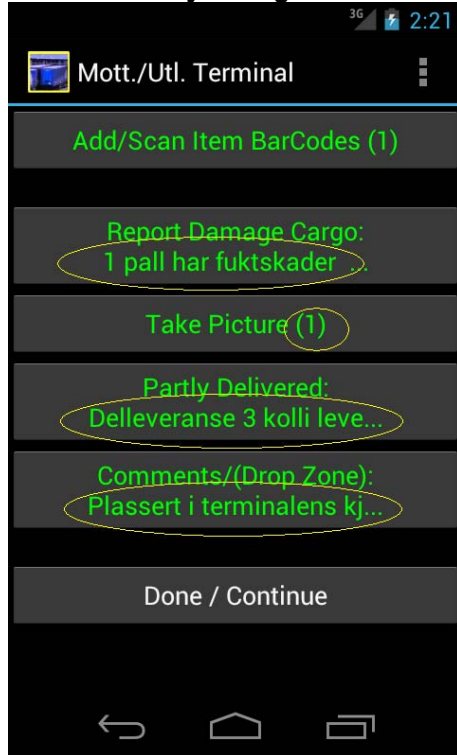 3G 2:21
Mott./Utl. Terminal
Add/Scan Item BarCodes (1)
Report Damage Cargo:
1 pall har fuktskader ...
Take Picture (1)
Partly Delivered:
Delleveranse 3 kolli leve...
Comments/(Drop Zone):
Plassert i terminalens kj...
Done / Continue